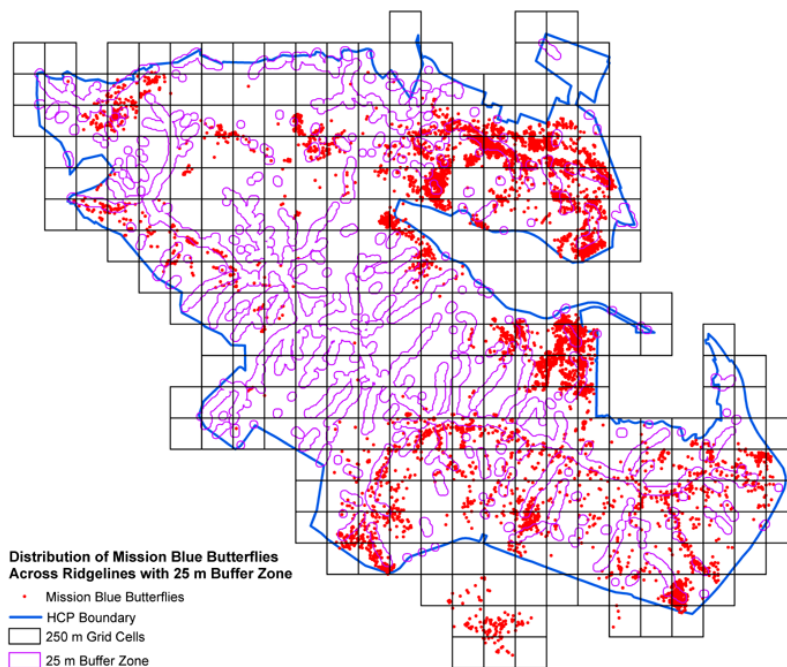 Distribution of Mission Blue Butterflies
Across Ridgelines with 25 m Buffer Zone
Mission Blue Butterflies
HCP Boundary
250 m Grid Cells
25 m Buffer Zone